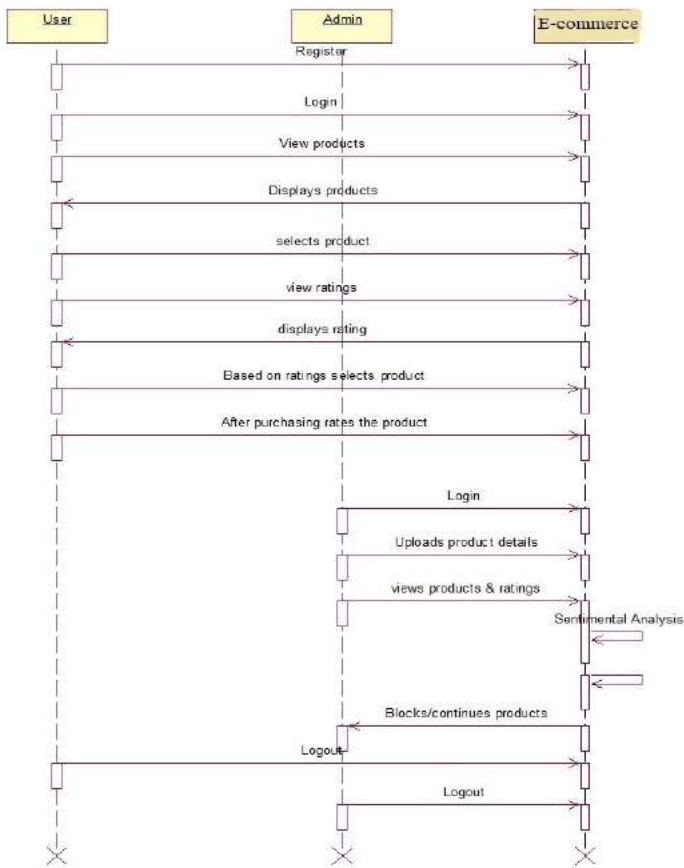 User
Admin
E-commerce
Register
Login
View products
Displays products
selects product
view ratings
displays rating
Based on ratings selects product
After purchasing rates the product
Login
Uploads product details
views products & ratings
Sentimental Analysis
Blocks/continues products
Logout
Logout